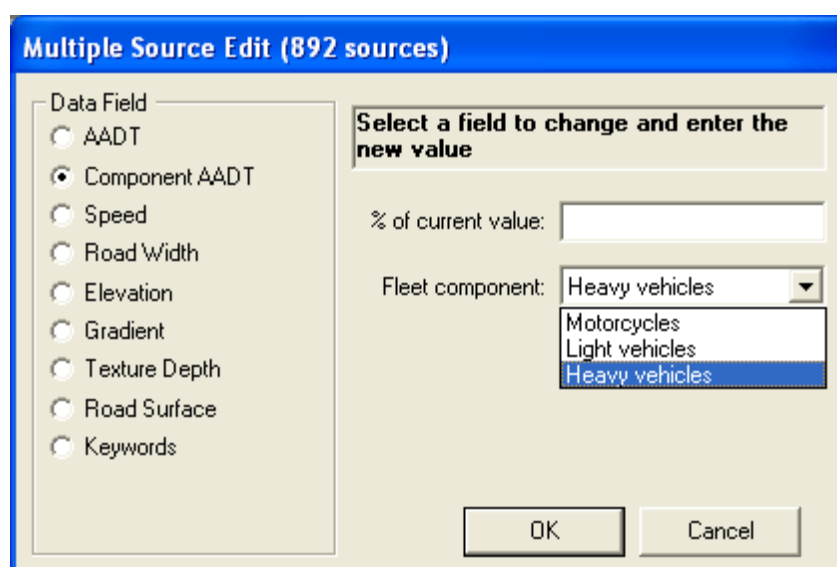 Multiple Source Edit (892 sources)
Data Field
AADT
Component AADT
Speed
Road Width
Elevation
Gradient
Texture Depth
Road Surface
Keywords
Select a field to change and enter the
new value
% of current value:
Fleet component:
Heavy vehicles
Motorcycles
Light vehicles
Heavy vehicles
OK
Cancel